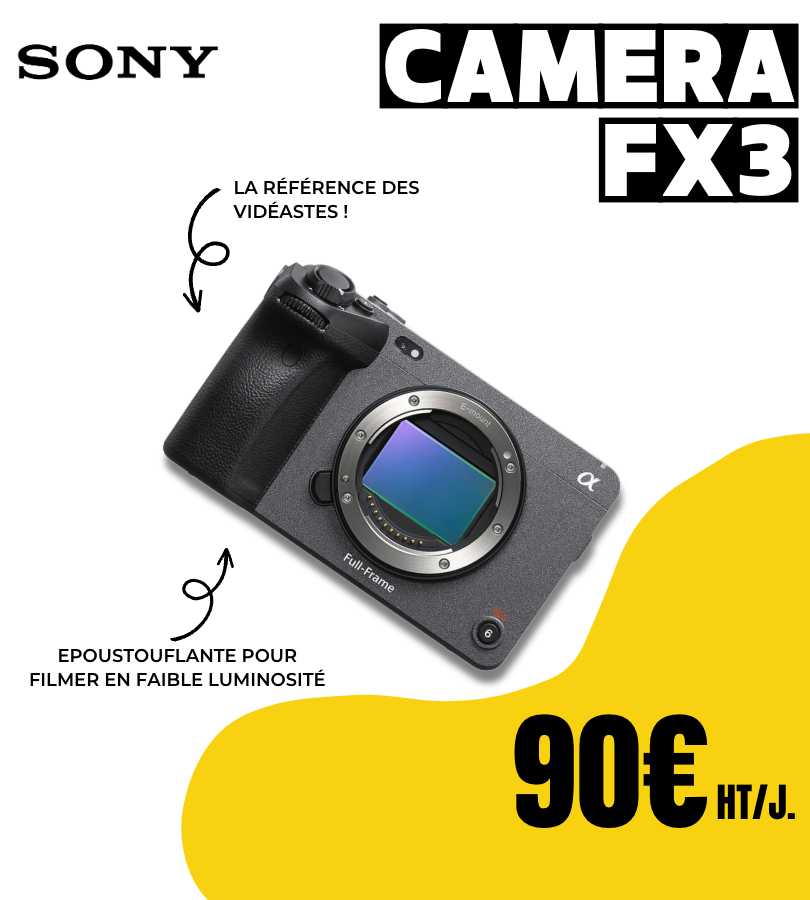 SONY
CAMERA
FX3
LA RÉFÉRENCE DES
VIDÉASTES !
E-mount
α
Full-Frame
6
EPOUSTOUFLANTE POUR
FILMER EN FAIBLE LUMINOSITÉ
90€ HT/J.